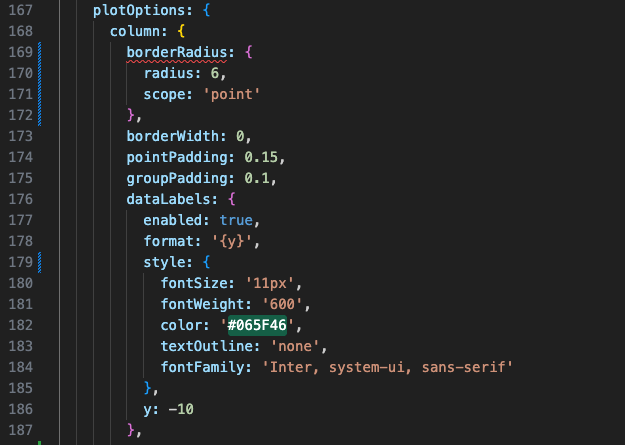 167 plotOptions: {
168 column: {
169 borderRadius: {
170 radius: 6,
171 scope: 'point'
172 },
173 borderWidth: 0,
174 pointPadding: 0.15,
175 groupPadding: 0.1,
176 dataLabels: {
177 enabled: true,
178 format: '{y}',
179 style: {
180 fontSize: '11px',
181 fontWeight: '600',
182 color: '#065F46',
183 textOutline: 'none',
184 fontFamily: 'Inter, system-ui, sans-serif'
185 },
186 y: -10
187 },